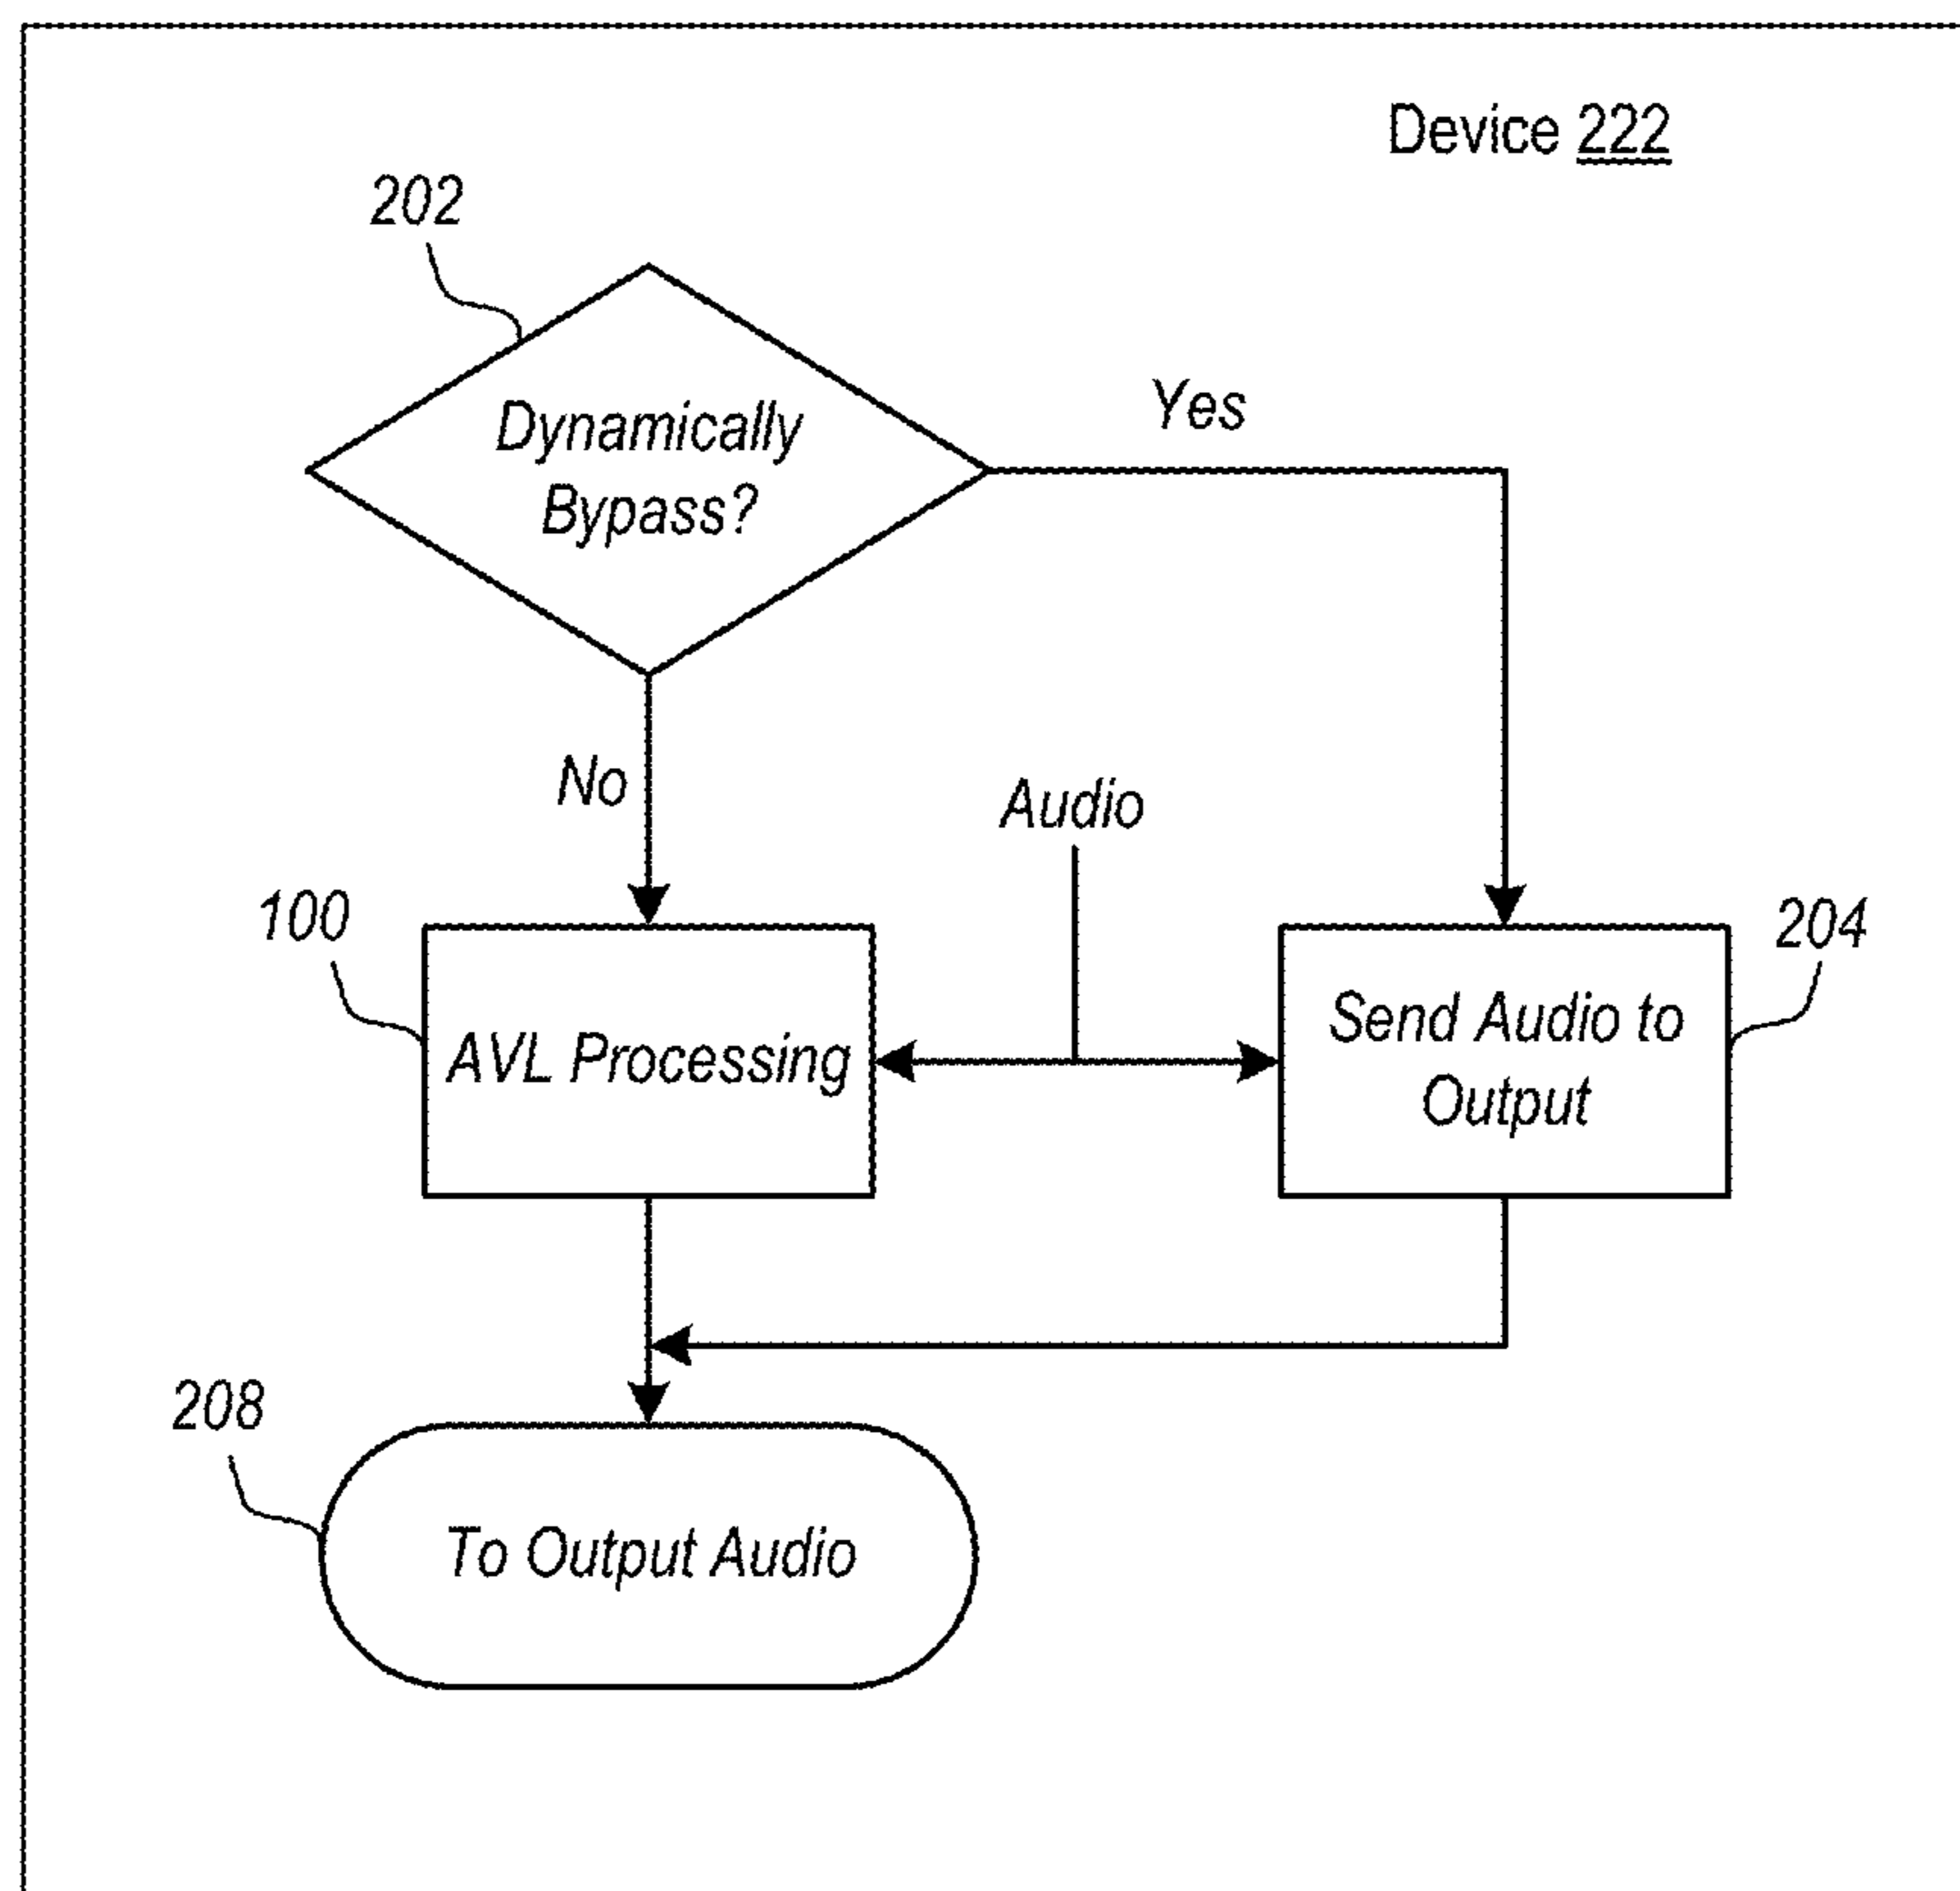 Device 222
202
Dynamically
Bypass?
Yes
No
Audio
100
AVL Processing
Send Audio to
Output
204
208
To Output Audio